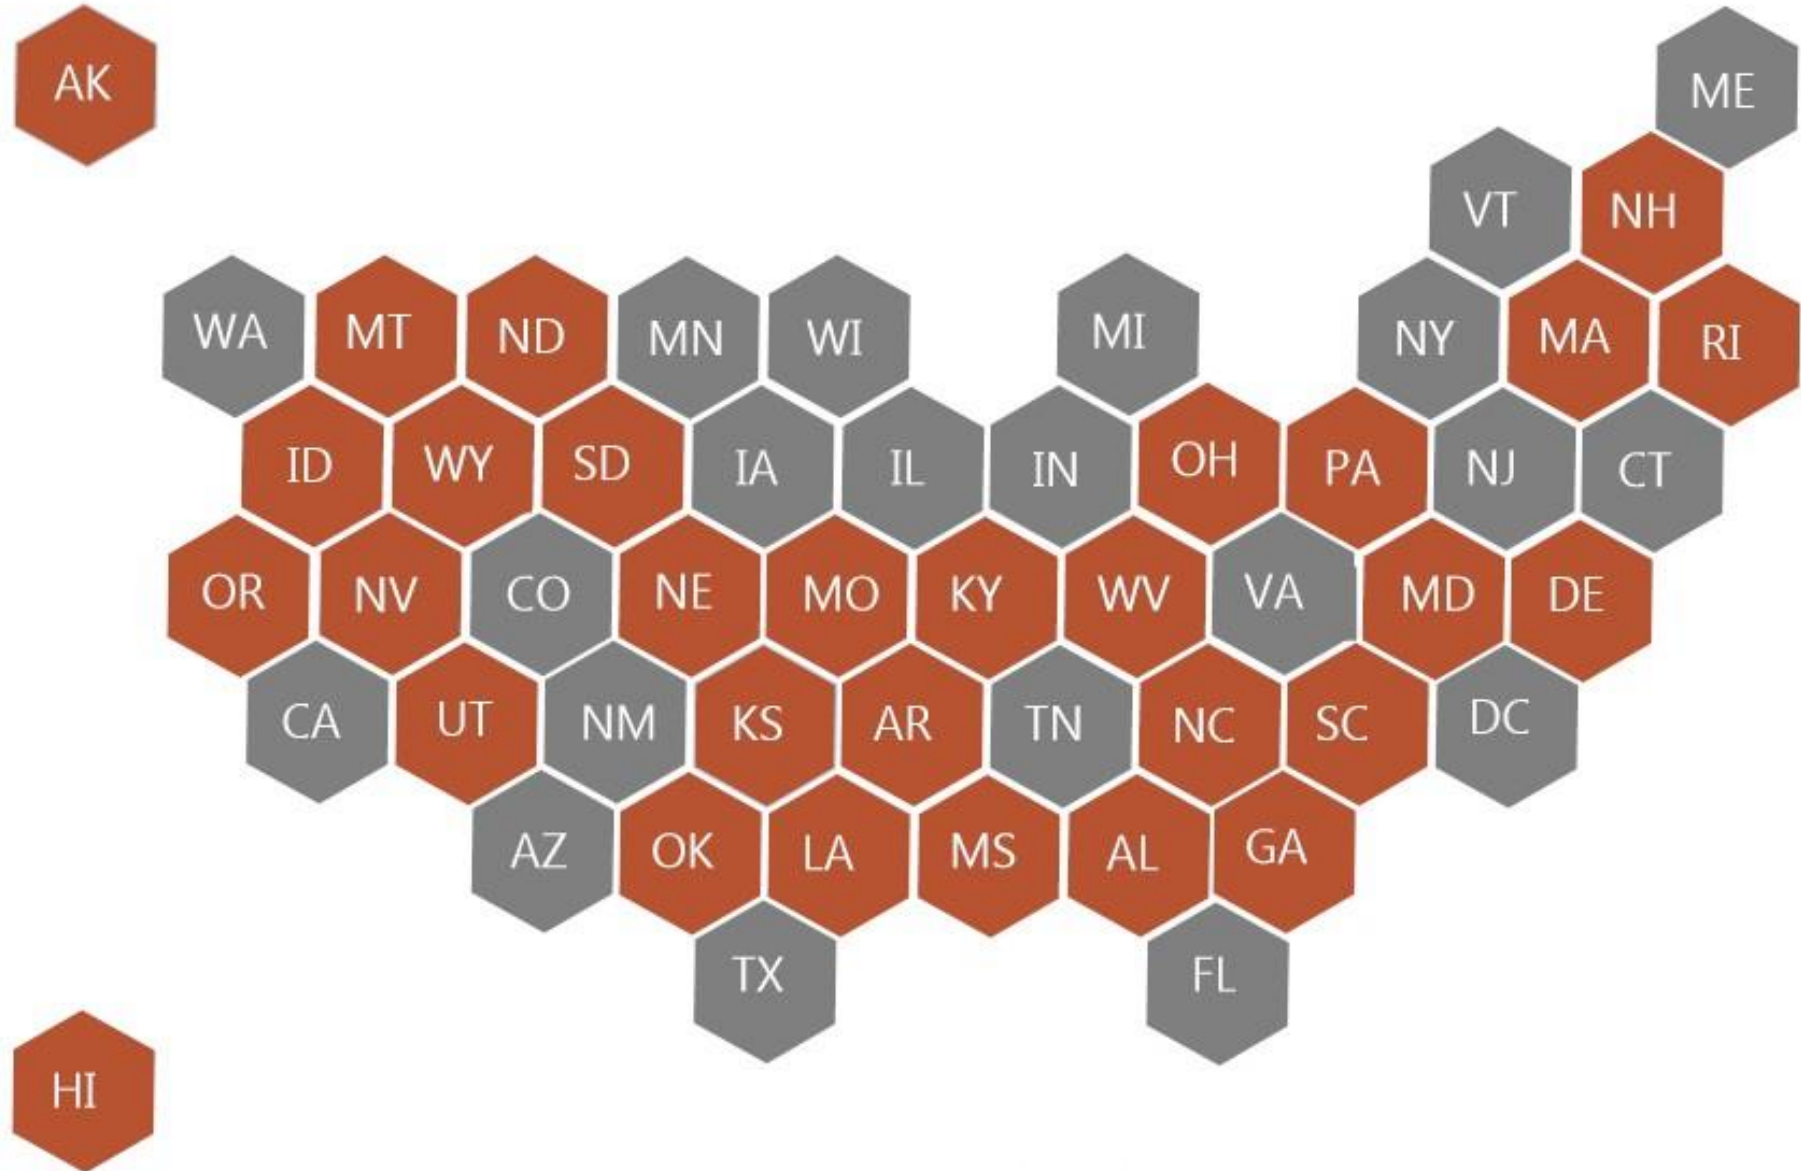 AK
ME
VT NH
WA MT ND MN WI MI NY MA RI
ID WY SD IA IL IN OH PA NJ CT
OR NV CO NE MO KY WV VA MD DE
CA UT NM KS AR TN NC SC DC
AZ OK LA MS AL GA
TX FL
HI